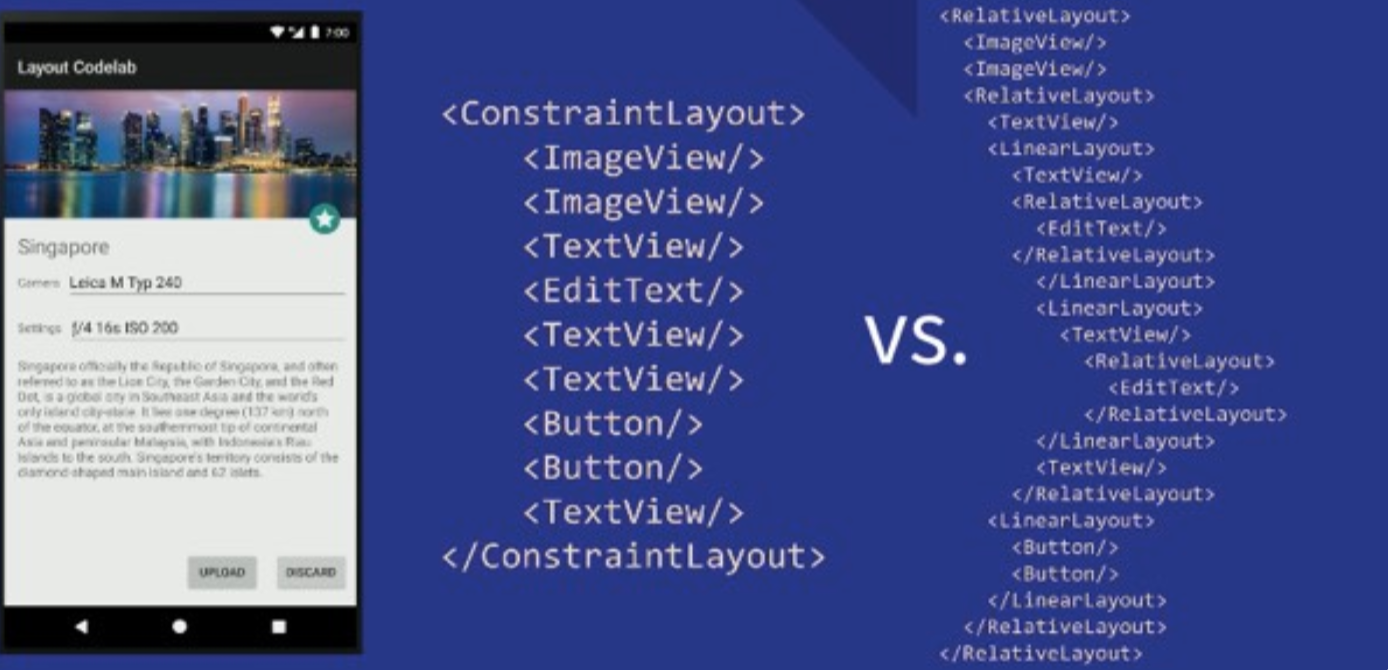 7:00
Layout Codelab
Singapore
Camera Leica M Typ 240
Settings f/4 16s ISO 200
Singapore officially the Republic of Singapore, and often
referred to as the Lion City, the Garden City, and the Red
Dot, is a global city in Southeast Asia and the world's
only island city-state. It lies one degree (137 km) north
of the equator, at the southernmost tip of continental
Asia and peninsular Malaysia, with Indonesia's Riau
Islands to the south. Singapore's territory consists of the
diamond-shaped main island and 62 islets.
UPLOAD DISCARD
<ConstraintLayout>
<ImageView/>
<ImageView/>
<TextView/>
<EditText/>
<TextView/>
<TextView/>
<Button/>
<Button/>
<TextView/>
</ConstraintLayout>
vs.
<RelativeLayout>
<ImageView/>
<ImageView/>
<RelativeLayout>
<TextView/>
<LinearLayout>
<TextView/>
<RelativeLayout>
<EditText/>
</RelativeLayout>
</LinearLayout>
<LinearLayout>
<TextView/>
<RelativeLayout>
<EditText/>
</RelativeLayout>
</LinearLayout>
<TextView/>
</RelativeLayout>
<LinearLayout>
<Button/>
<Button/>
</LinearLayout>
</RelativeLayout>
</RelativeLayout>